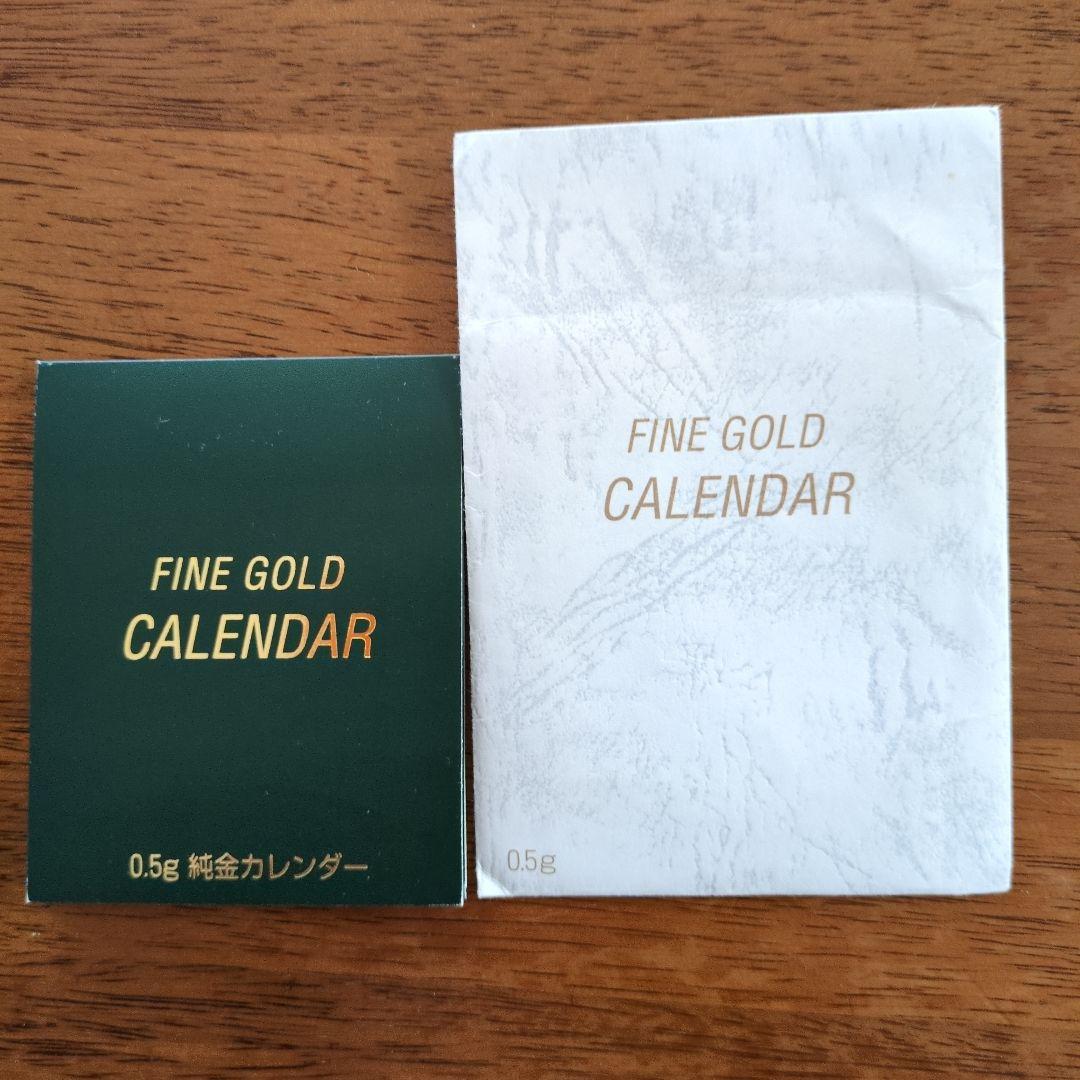 FINE GOLD
CALENDAR
0.5g 純金カレンダー
FINE GOLD
CALENDAR
0.5g